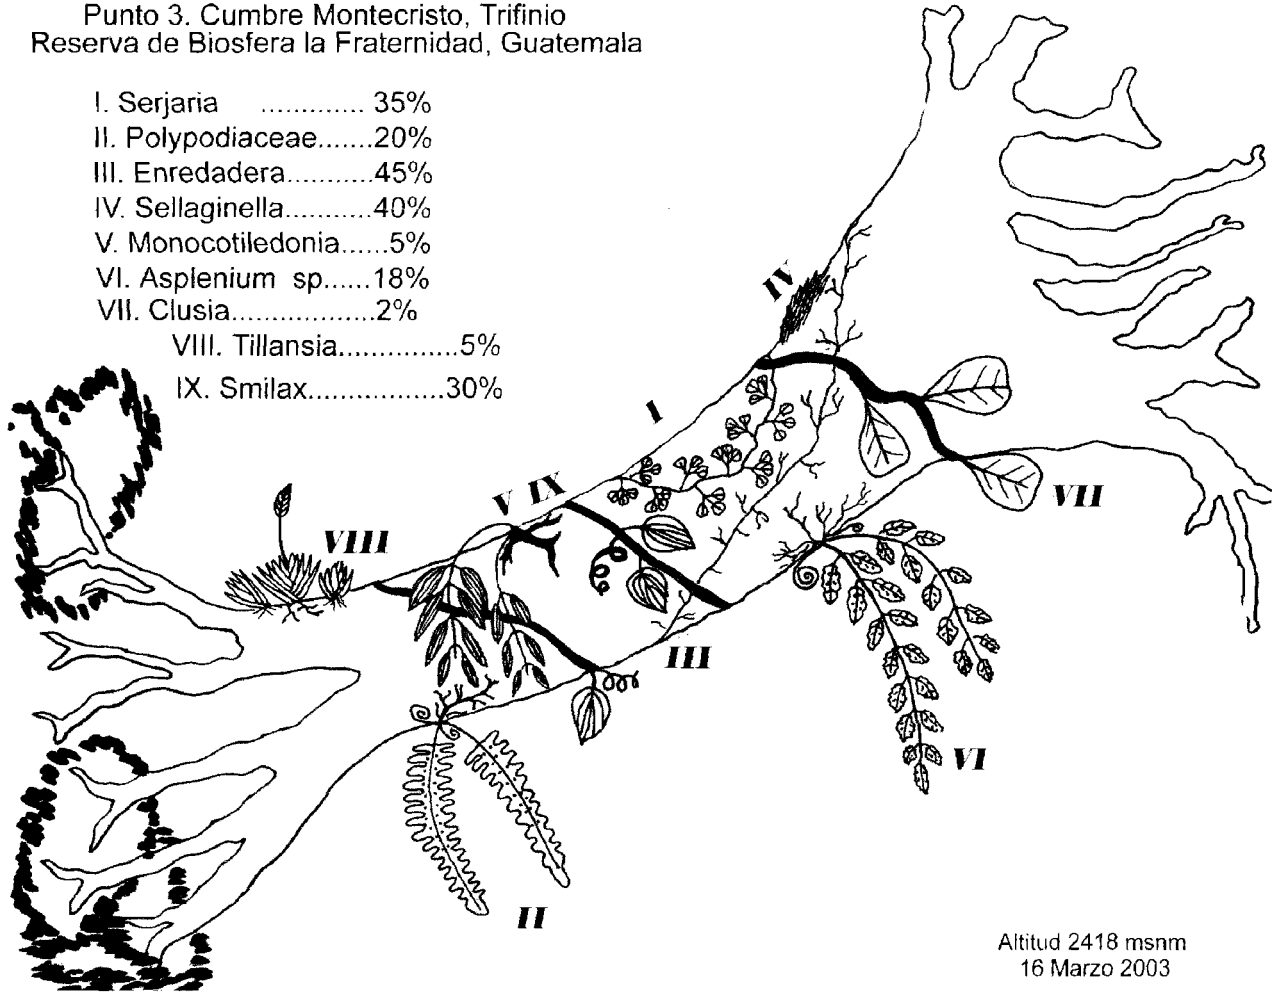 Punto 3. Cumbre Montecristo, Trifinio
Reserva de Biosfera la Fraternidad, Guatemala
I. Serjaria ............. 35%
II. Polypodiaceae.......20%
III. Enredadera...........45%
IV. Sellaginella...........40%
V. Monocotiledonia......5%
VI. Asplenium sp......18%
VII. Clusia..................2%
VIII. Tillansia...............5%
IX. Smilax.................30%
IV
I
V IX
VII
VIII
III
VI
II
Altitud 2418 msnm
16 Marzo 2003